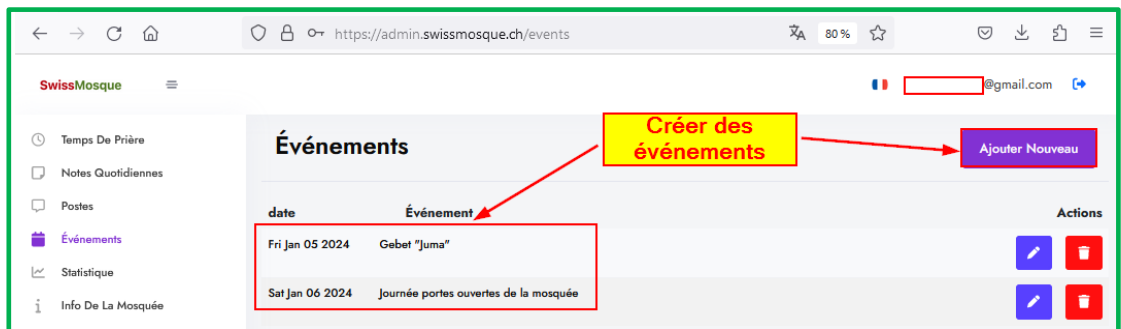 https://admin.swissmosque.ch/events
80 %
SwissMosque
@gmail.com
Temps De Prière
Notes Quotidiennes
Postes
Événements
Statistique
Info De La Mosquée
Événements
Créer des
événements
Ajouter Nouveau
date Événement Actions
Fri Jan 05 2024 Gebet "Juma"
Sat Jan 06 2024 Journée portes ouvertes de la mosquée